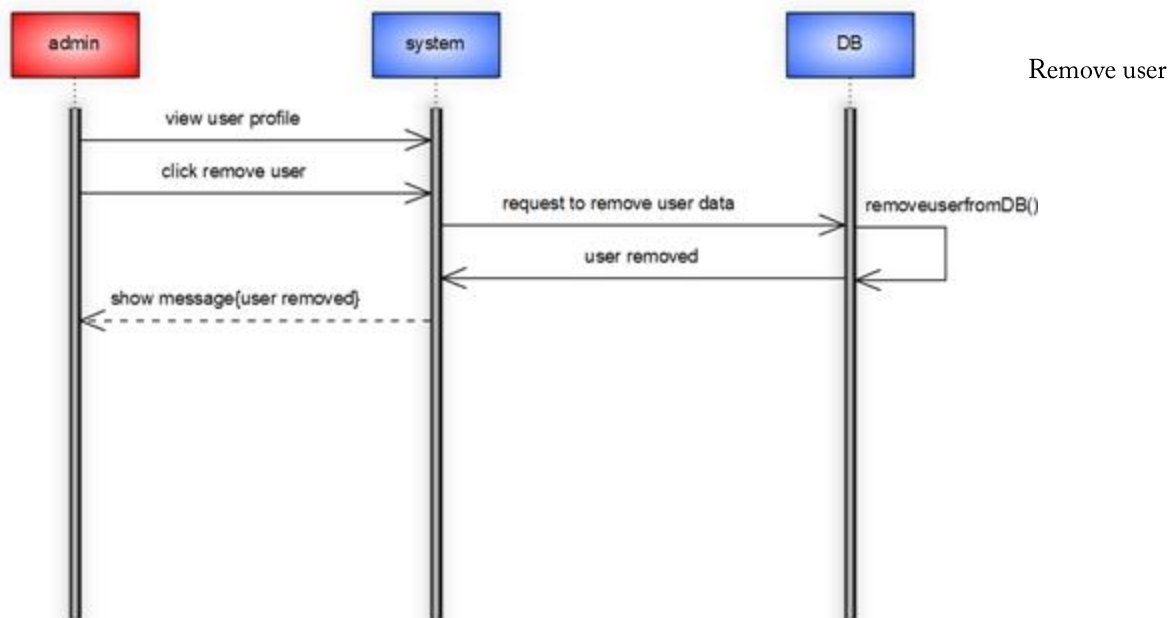 admin
system
DB
Remove user
view user profile
click remove user
request to remove user data
removeuserfromDB()
user removed
show message{user removed}